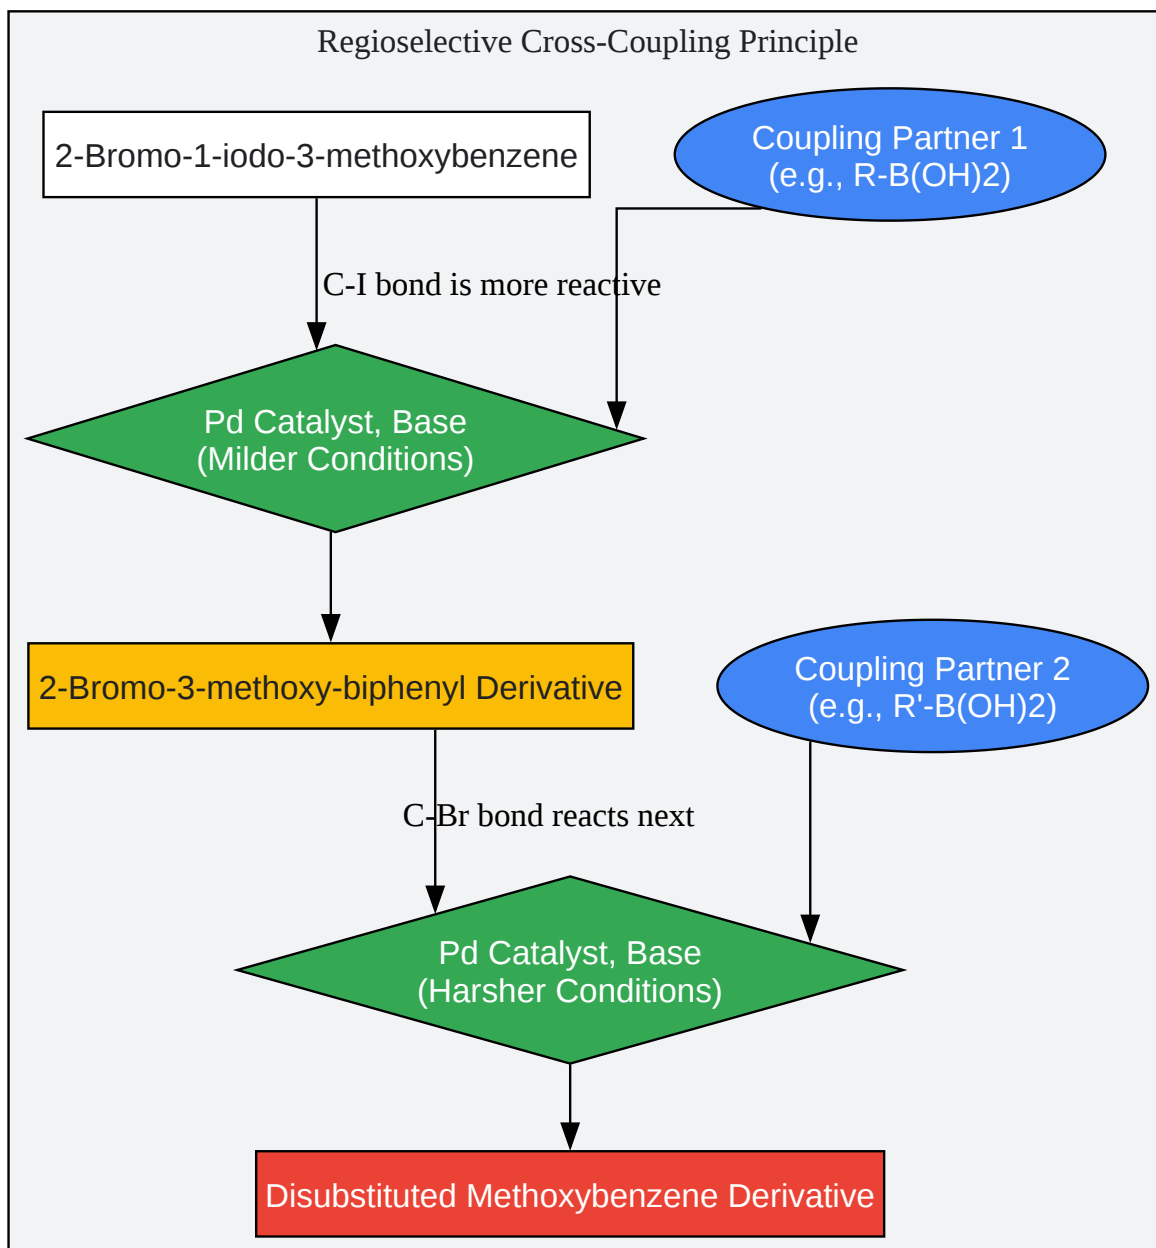 Regioselective Cross-Coupling Principle
2-Bromo-1-iodo-3-methoxybenzene
Coupling Partner 1
(e.g., R-B(OH)2)
C-I bond is more reactive
Pd Catalyst, Base
(Milder Conditions)
2-Bromo-3-methoxy-biphenyl Derivative
Coupling Partner 2
(e.g., R'-B(OH)2)
C-Br bond reacts next
Pd Catalyst, Base
(Harsher Conditions)
Disubstituted Methoxybenzene Derivative